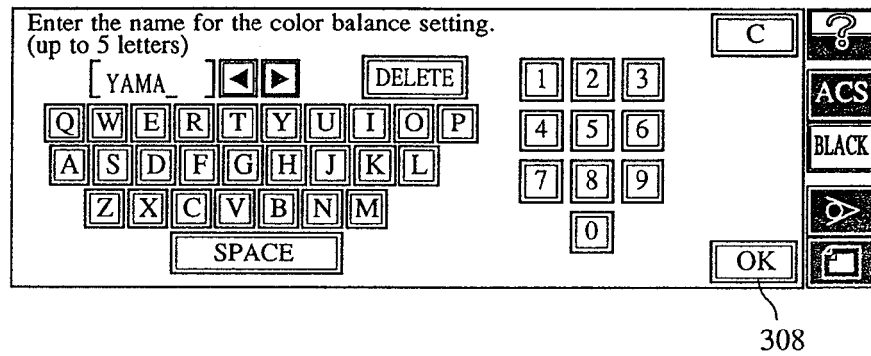 Enter the name for the color balance setting.
(up to 5 letters)
C
[YAMA_ ] ◀ ▶ DELETE
1 2 3
ACS
Q W E R T Y U I O P
4 5 6
BLACK
A S D F G H J K L
7 8 9
Z X C V B N M
0
SPACE
OK
308